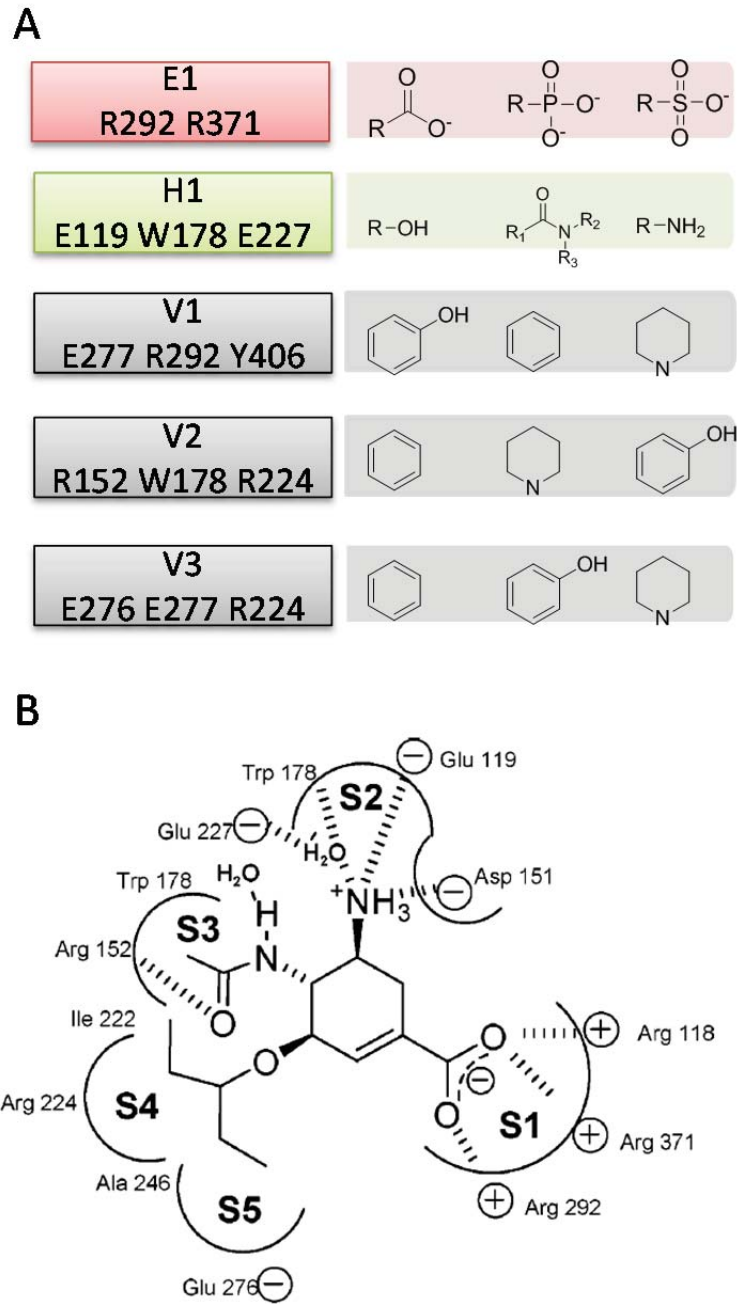 A
E1
R292 R371
R
O
O-
R-P-O-
O
O-
R-S-O-
O
O
H1
E119 W178 E227
R-OH
O
R1
N
R2
R3
R-NH2
V1
E277 R292 Y406
OH
N
V2
R152 W178 R224
N
OH
V3
E276 E277 R224
OH
N
B
Trp 178
S2
− Glu 119
Glu 227 −
H2O
H2O
Trp 178
+NH3
− Asp 151
H
S3
N
Arg 152
O
Ile 222
O
O
+ Arg 118
−
Arg 224
S4
O
S1
+ Arg 371
Ala 246
S5
+ Arg 292
Glu 276 −